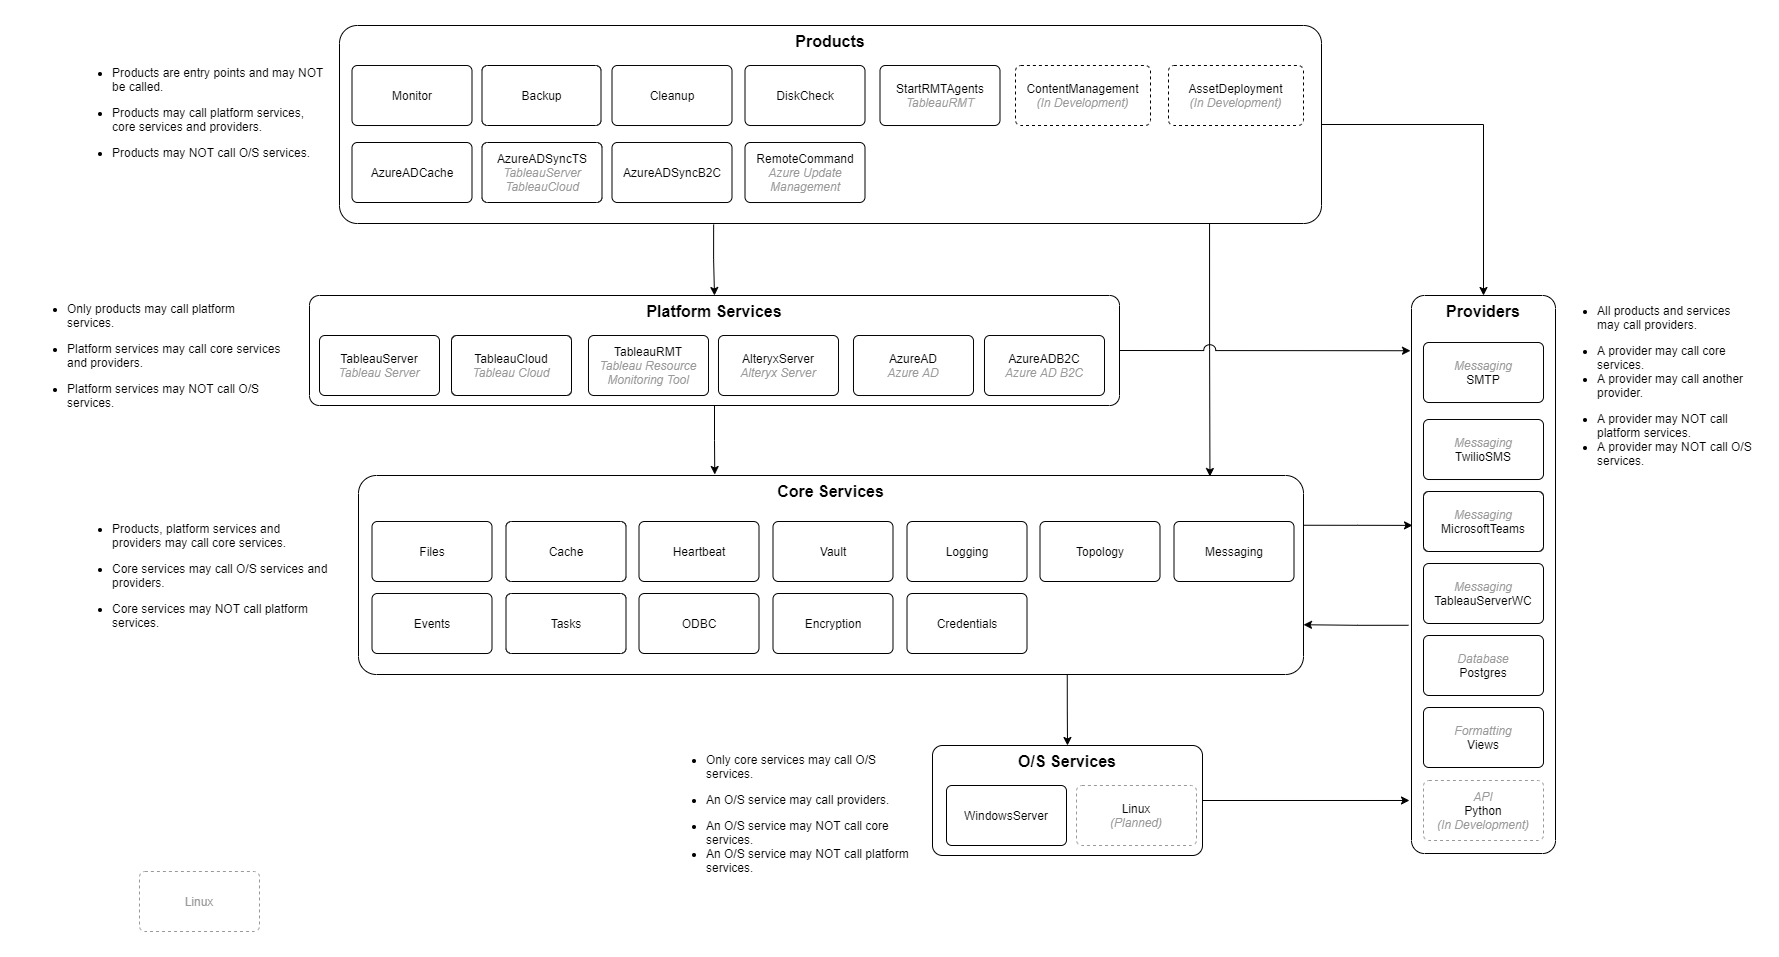 Products
• Products are entry points and may NOT
be called.
• Products may call platform services,
core services and providers.
• Products may NOT call O/S services.
Monitor
Backup
Cleanup
DiskCheck
StartRMTAgents
TableauRMT
ContentManagement
(In Development)
AssetDeployment
(In Development)
AzureADCache
AzureADSyncTS
TableauServer
TableauCloud
AzureADSyncB2C
RemoteCommand
Azure Update
Management
• Only products may call platform
services.
• Platform services may call core services
and providers.
• Platform services may NOT call O/S
services.
Platform Services
TableauServer
Tableau Server
TableauCloud
Tableau Cloud
TableauRMT
Tableau Resource
Monitoring Tool
AlteryxServer
Alteryx Server
AzureAD
Azure AD
AzureADB2C
Azure AD B2C
Providers
Messaging
SMTP
Messaging
TwilioSMS
Messaging
MicrosoftTeams
Messaging
TableauServerWC
Database
Postgres
Formatting
Views
API
Python
(In Development)
• All products and services
may call providers.
• A provider may call core
services.
• A provider may call another
provider.
• A provider may NOT call
platform services.
• A provider may NOT call O/S
services.
• Products, platform services and
providers may call core services.
• Core services may call O/S services and
providers.
• Core services may NOT call platform
services.
Core Services
Files
Cache
Heartbeat
Vault
Logging
Topology
Messaging
Events
Tasks
ODBC
Encryption
Credentials
• Only core services may call O/S
services.
• An O/S service may call providers.
• An O/S service may NOT call core
services.
• An O/S service may NOT call platform
services.
O/S Services
WindowsServer
Linux
(Planned)
Linux